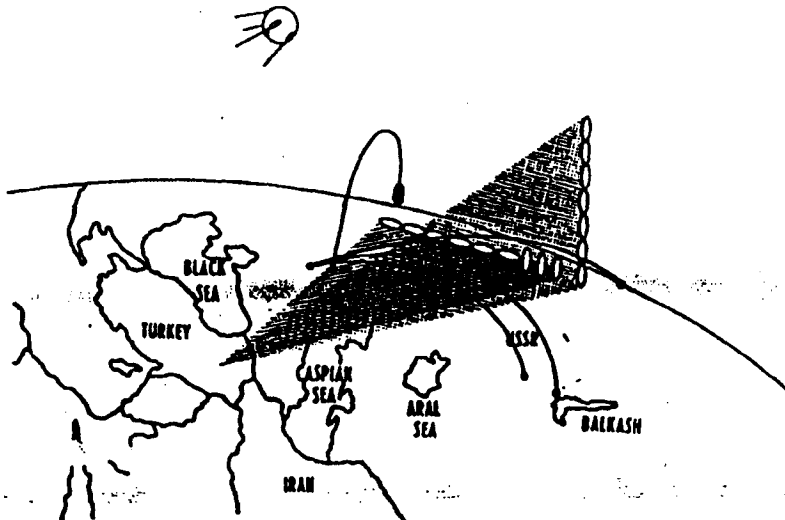 BLACK
SEA
TURKEY
USSR
CASPIAN
SEA
ARAL
SEA
BALKASH
IRAN